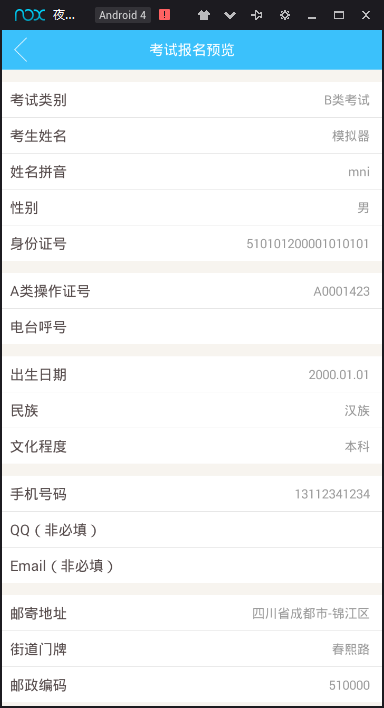 nox 夜... Android 4
考试报名预览
考试类别 B类考试
考生姓名 模拟器
姓名拼音 mni
性别 男
身份证号 510101200001010101
A类操作证号 A0001423
电台呼号
出生日期 2000.01.01
民族 汉族
文化程度 本科
手机号码 13112341234
QQ（非必填）
Email（非必填）
邮寄地址 四川省成都市-锦江区
街道门牌 春熙路
邮政编码 510000